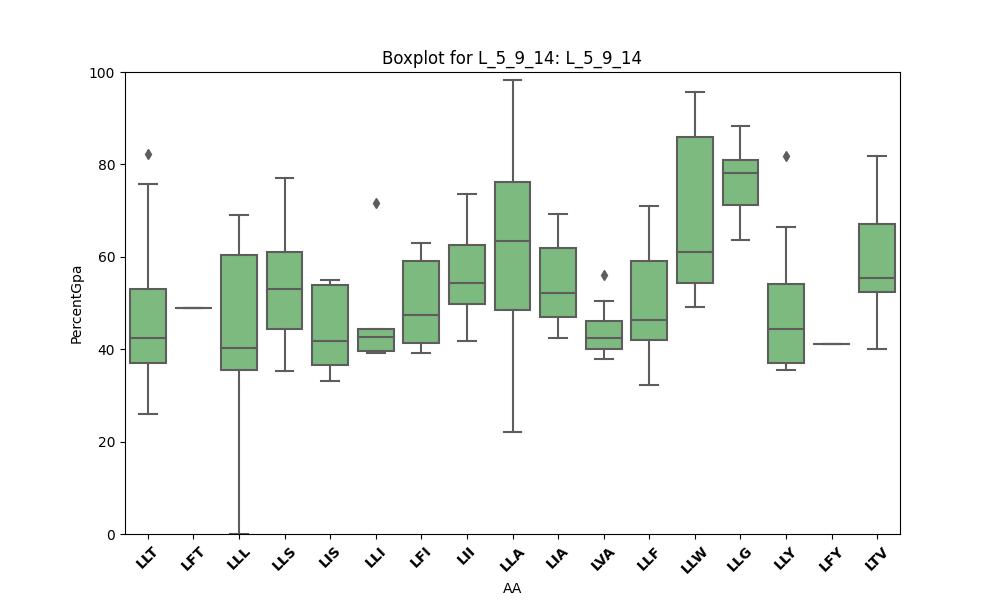 Boxplot for L_5_9_14: L_5_9_14
PercentGpa
100
80
60
40
20
0
LLT LFT LLL LLS LIS LLI LFI LII LLA LIA LVA LLF LLW LLG LLY LFY LTV
AA